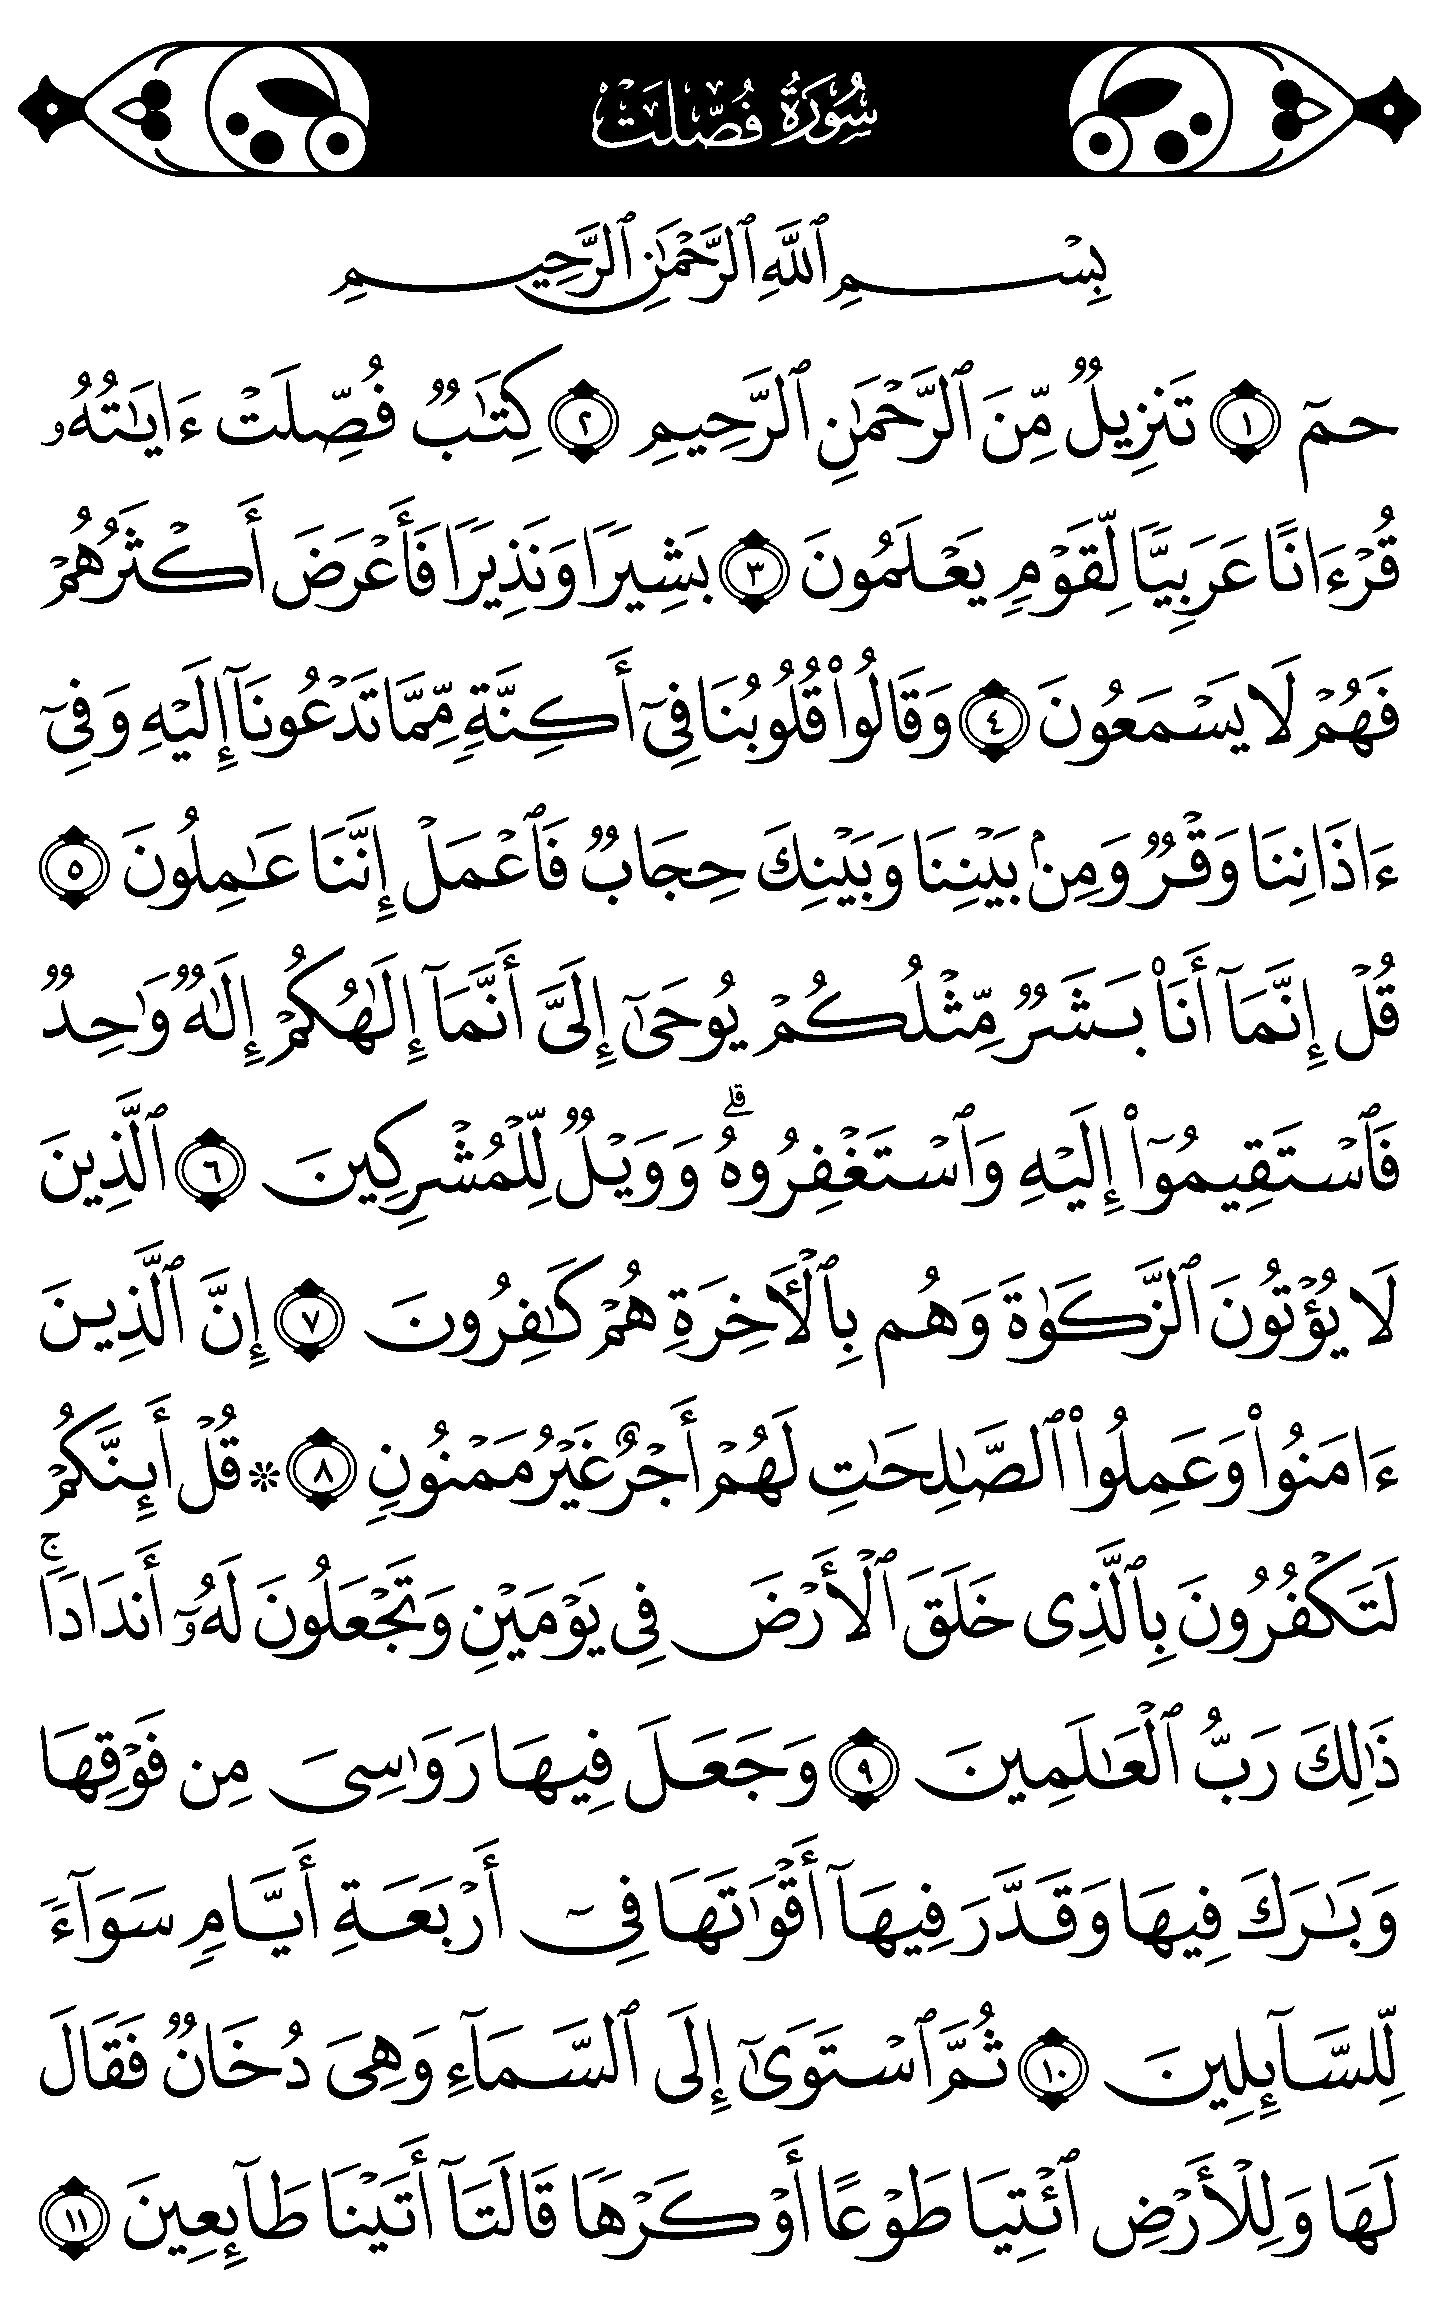 سُورَةُ فُصِّلَتۡ
بِسۡمِ ٱللَّهِ ٱلرَّحۡمَٰنِ ٱلرَّحِيمِ
حمٓ ١ تَنزِيلٞ مِّنَ ٱلرَّحۡمَٰنِ ٱلرَّحِيمِ ٢ كِتَٰبٞ فُصِّلَتۡ ءَايَٰتُهُۥ
قُرۡءَانًا عَرَبِيّٗا لِّقَوۡمٖ يَعۡلَمُونَ ٣ بَشِيرٗا وَنَذِيرٗا فَأَعۡرَضَ أَكۡثَرُهُمۡ
فَهُمۡ لَا يَسۡمَعُونَ ٤ وَقَالُواْ قُلُوبُنَا فِيٓ أَكِنَّةٖ مِّمَّا تَدۡعُونَآ إِلَيۡهِ وَفِيٓ
ءَاذَانِنَا وَقۡرٞ وَمِنۢ بَيۡنِنَا وَبَيۡنِكَ حِجَابٞ فَٱعۡمَلۡ إِنَّنَا عَٰمِلُونَ ٥
قُلۡ إِنَّمَآ أَنَا۠ بَشَرٞ مِّثۡلُكُمۡ يُوحَىٰٓ إِلَيَّ أَنَّمَآ إِلَٰهُكُمۡ إِلَٰهٞ وَٰحِدٞ
فَٱسۡتَقِيمُوٓاْ إِلَيۡهِ وَٱسۡتَغۡفِرُوهُۗ وَوَيۡلٞ لِّلۡمُشۡرِكِينَ ٦ ٱلَّذِينَ
لَا يُؤۡتُونَ ٱلزَّكَوٰةَ وَهُم بِٱلۡأٓخِرَةِ هُمۡ كَٰفِرُونَ ٧ إِنَّ ٱلَّذِينَ
ءَامَنُواْ وَعَمِلُواْ ٱلصَّٰلِحَٰتِ لَهُمۡ أَجۡرٌ غَيۡرُ مَمۡنُونٖ ٨ ۞ قُلۡ أَئِنَّكُمۡ
لَتَكۡفُرُونَ بِٱلَّذِي خَلَقَ ٱلۡأَرۡضَ فِي يَوۡمَيۡنِ وَتَجۡعَلُونَ لَهُۥٓ أَندَادٗاۚ
ذَٰلِكَ رَبُّ ٱلۡعَٰلَمِينَ ٩ وَجَعَلَ فِيهَا رَوَٰسِيَ مِن فَوۡقِهَا
وَبَٰرَكَ فِيهَا وَقَدَّرَ فِيهَآ أَقۡوَٰتَهَا فِيٓ أَرۡبَعَةِ أَيَّامٖ سَوَآءٗ
لِّلسَّآئِلِينَ ١٠ ثُمَّ ٱسۡتَوَىٰٓ إِلَى ٱلسَّمَآءِ وَهِيَ دُخَانٞ فَقَالَ
لَهَا وَلِلۡأَرۡضِ ٱئۡتِيَا طَوۡعًا أَوۡ كَرۡهٗا قَالَتَآ أَتَيۡنَا طَآئِعِينَ ١١